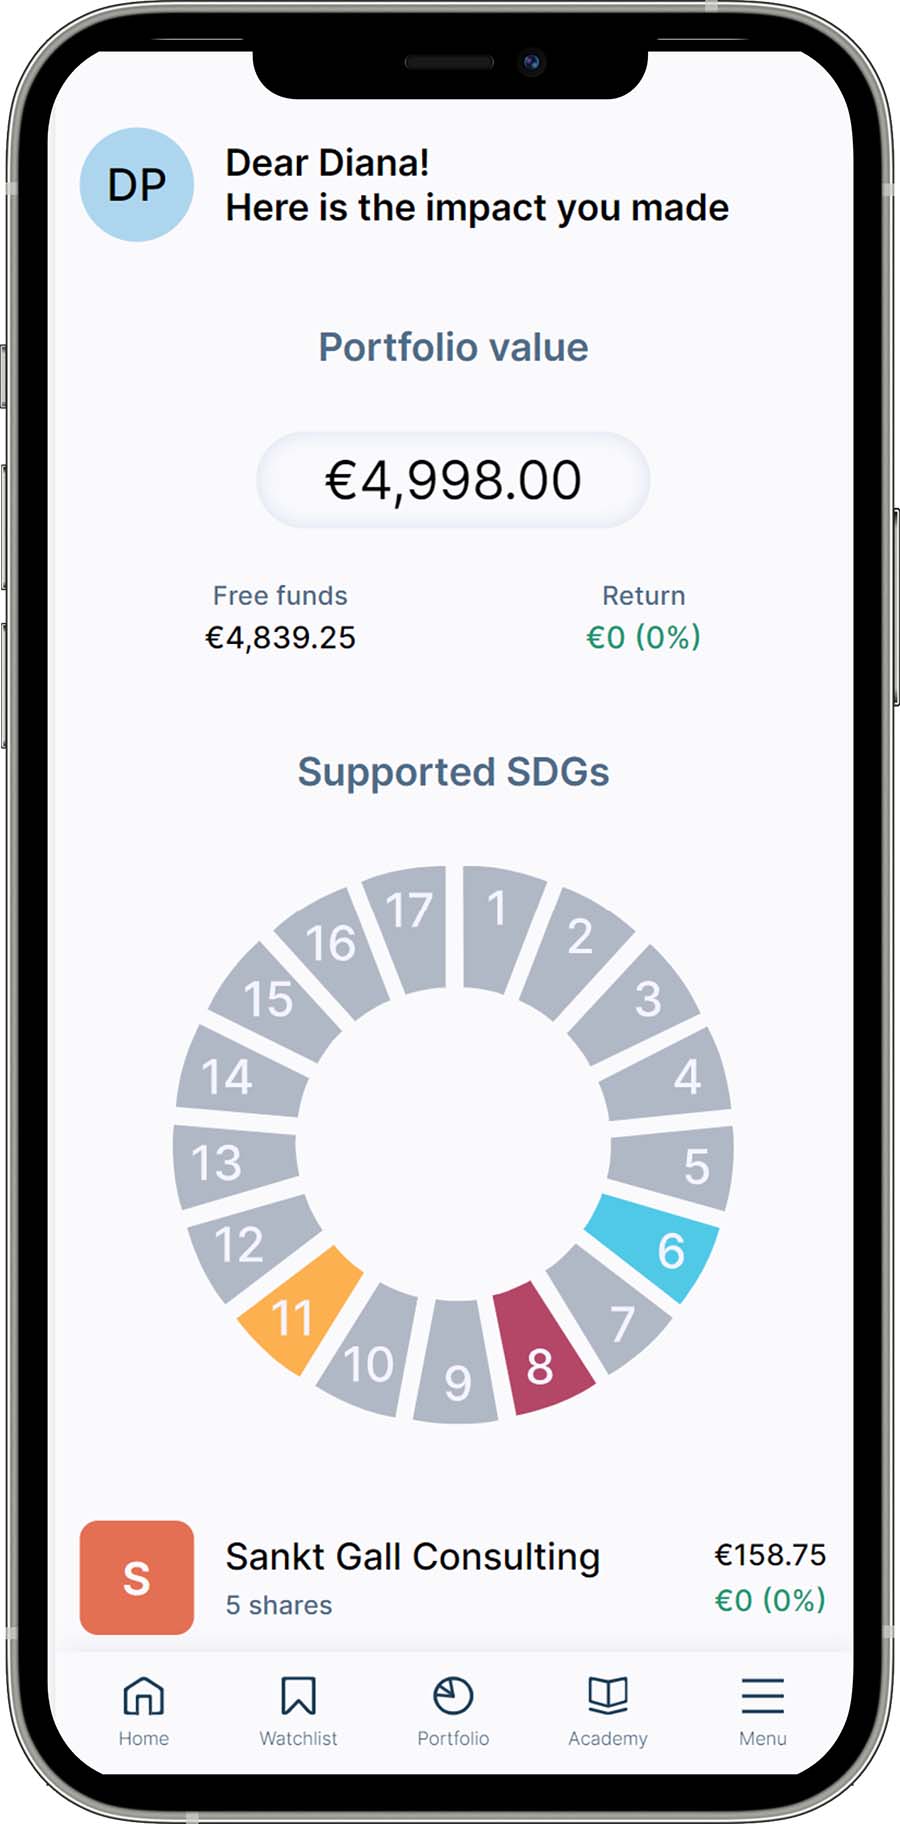 DP
Dear Diana!
Here is the impact you made
Portfolio value
€4,998.00
Free funds
€4,839.25
Return
€0 (0%)
Supported SDGs
1
2
3
4
5
6
7
8
9
10
11
12
13
14
15
16
17
S
Sankt Gall Consulting
5 shares
€158.75
€0 (0%)
Home
Watchlist
Portfolio
Academy
Menu